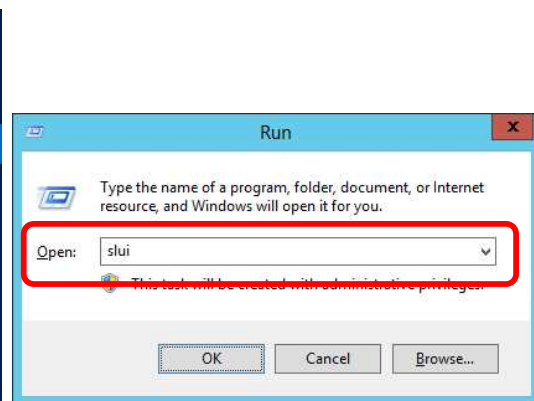 Run
x
Type the name of a program, folder, document, or Internet
resource, and Windows will open it for you.
Open: slui
This task will be created with administrative privileges.
OK Cancel Browse...